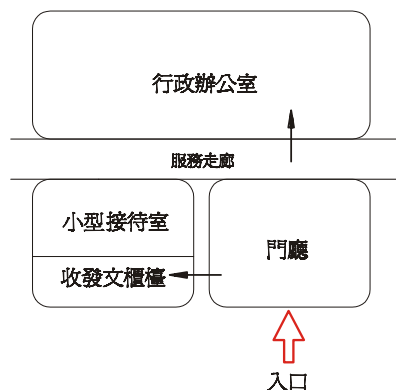 行政辦公室
服務走廊
小型接待室
門廳
收發文櫃檯
入口